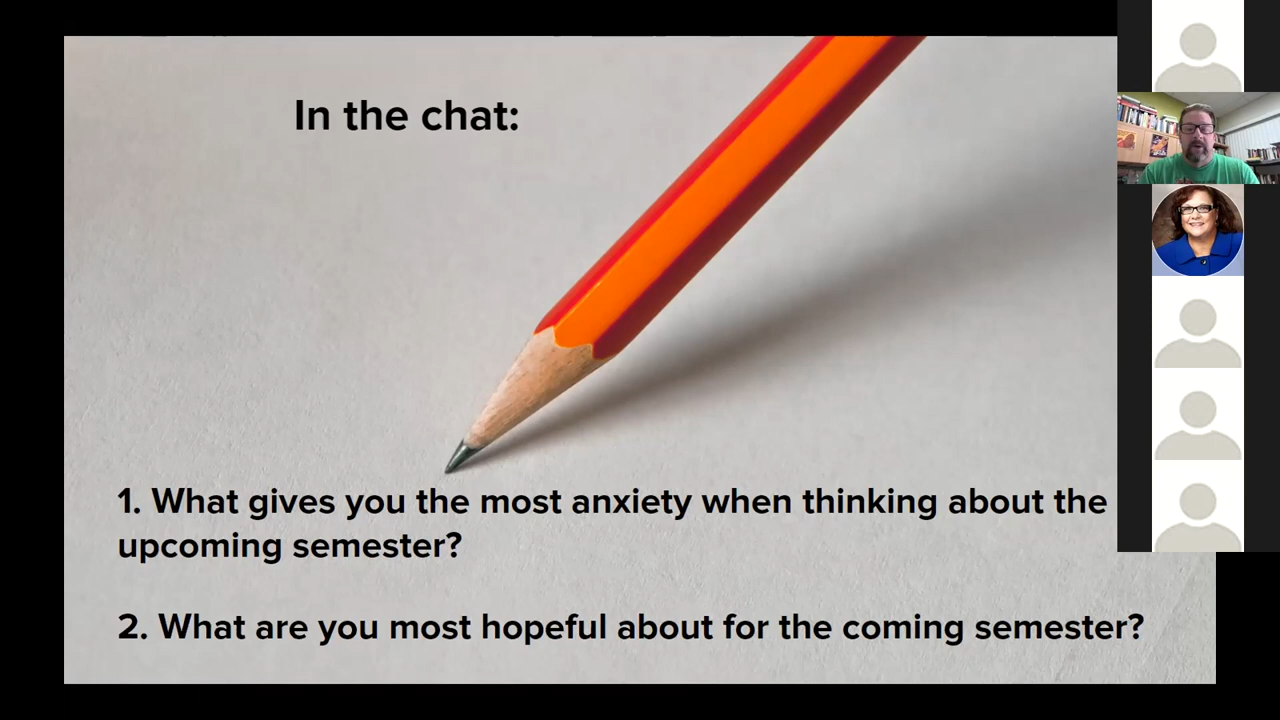 In the chat:
1. What gives you the most anxiety when thinking about the
upcoming semester?
2. What are you most hopeful about for the coming semester?